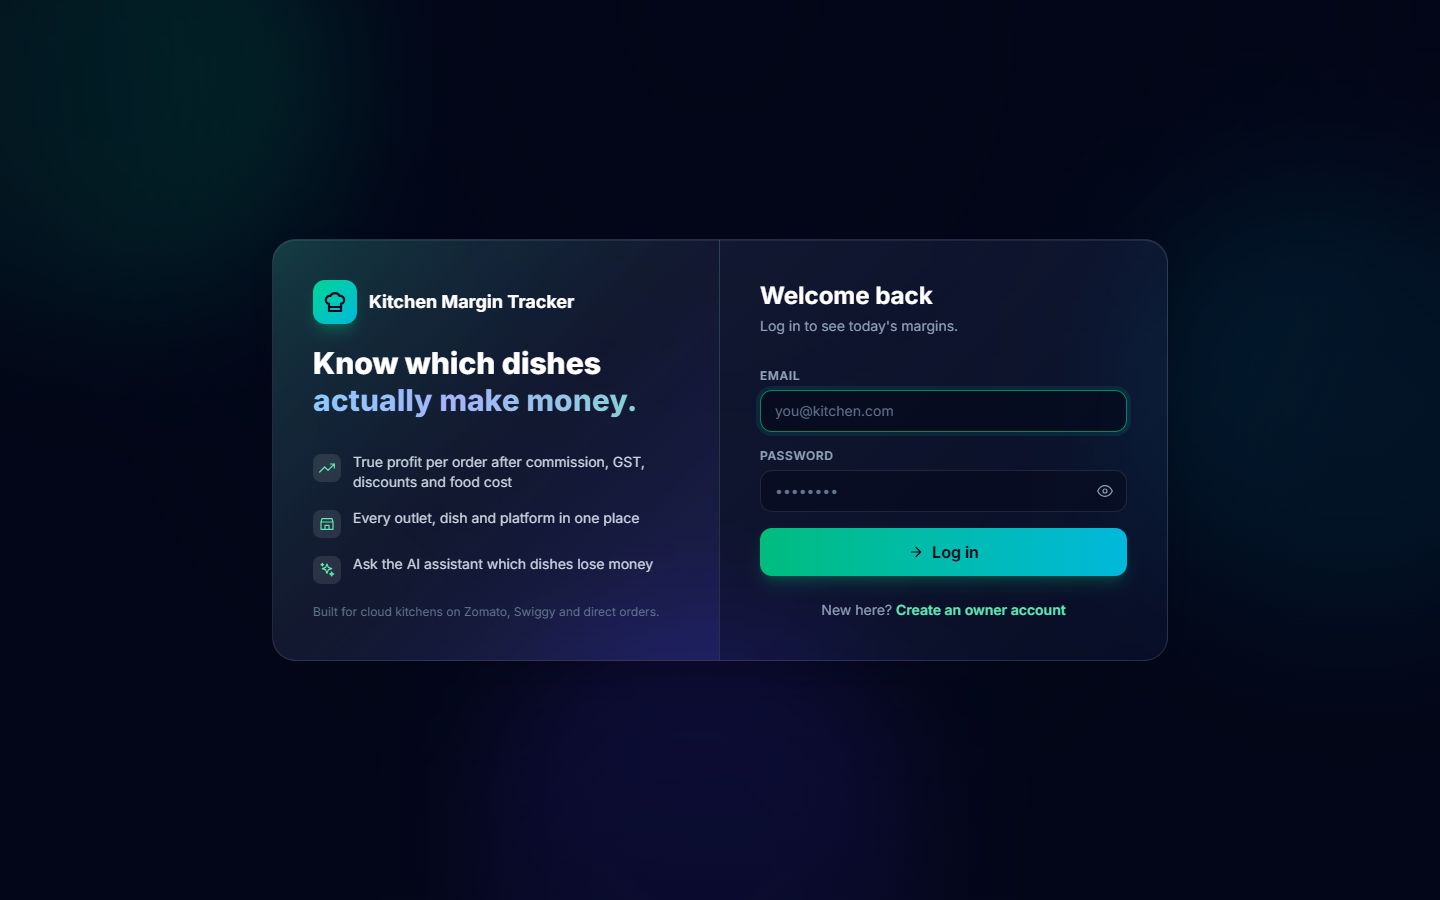 Kitchen Margin Tracker
Know which dishes
actually make money.
True profit per order after commission, GST,
discounts and food cost
Every outlet, dish and platform in one place
Ask the AI assistant which dishes lose money
Built for cloud kitchens on Zomato, Swiggy and direct orders.
Welcome back
Log in to see today's margins.
EMAIL
you@kitchen.com
PASSWORD
••••••••
Log in
New here? Create an owner account